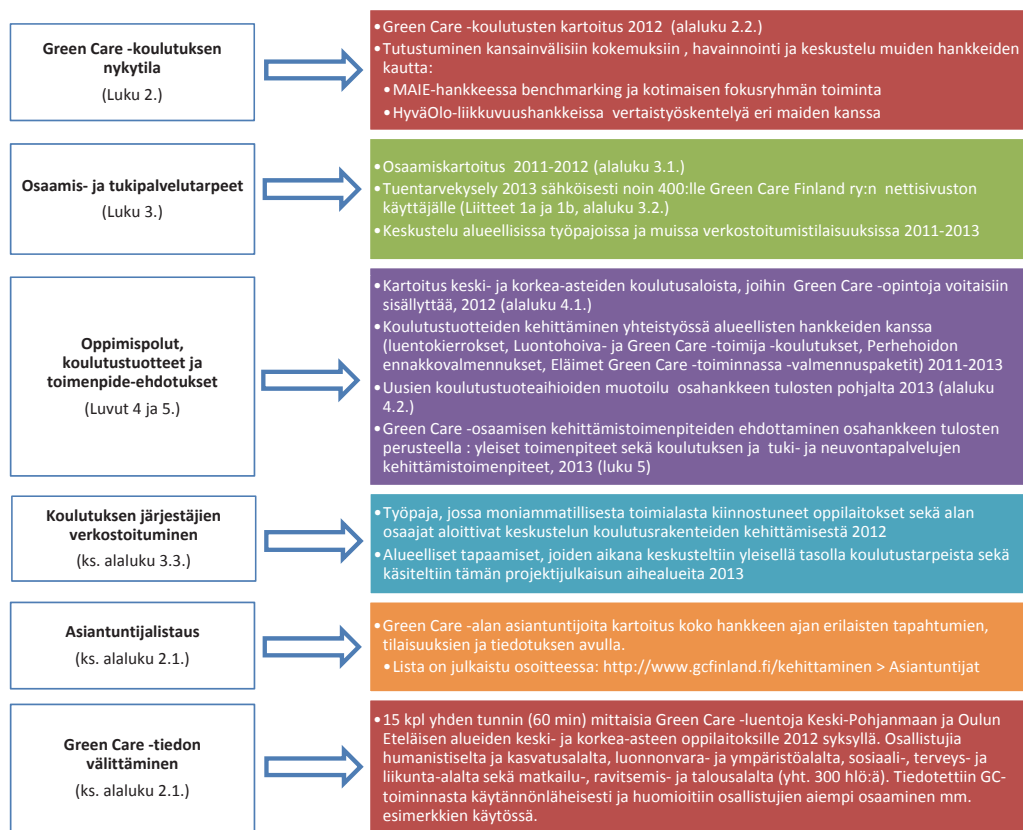 Green Care -koulutuksen
nykytila
(Luku 2.)
•Green Care -koulutusten kartoitus 2012 (alaluku 2.2.)
•Tutustuminen kansainvälisiin kokemuksiin , havainnointi ja keskustelu muiden hankkeiden
kautta:
•MAIE-hankkeessa benchmarking ja kotimaisen fokusryhmän toiminta
•HyväOlo-liikkuvuushankkeissa vertaistyöskentelyä eri maiden kanssa
Osaamis- ja tukipalvelutarpeet
(Luku 3.)
•Osaamiskartoitus 2011-2012 (alaluku 3.1.)
•Tuentarvekysely 2013 sähköisesti noin 400:lle Green Care Finland ry:n nettisivuston
käyttäjälle (Liitteet 1a ja 1b, alaluku 3.2.)
•Keskustelu alueellisissa työpajoissa ja muissa verkostoitumistilaisuuksissa 2011-2013
Oppimispolut,
koulutustuotteet ja
toimenpide-ehdotukset
(Luvut 4 ja 5.)
•Kartoitus keski- ja korkea-asteiden koulutusaloista, joihin Green Care -opintoja voitaisiin
sisällyttää, 2012 (alaluku 4.1.)
•Koulutustuotteiden kehittäminen yhteistyössä alueellisten hankkeiden kanssa
(luentokierrokset, Luontohoiva- ja Green Care -toimija -koulutukset, Perhehoidon
ennakkovalmennukset, Eläimet Green Care -toiminnassa -valmennuspaketit) 2011-2013
•Uusien koulutustuoteaihioiden muotoilu osahankkeen tulosten pohjalta 2013 (alaluku
4.2.)
•Green Care -osaamisen kehittämistoimenpiteiden ehdottaminen osahankkeen tulosten
perusteella : yleiset toimenpiteet sekä koulutuksen ja tuki- ja neuvontapalvelujen
kehittämistoimenpiteet, 2013 (luku 5)
Koulutuksen järjestäjien
verkostoituminen
(ks. alaluku 3.3.)
•Työpaja, jossa moniammatillisesta toimialasta kiinnostuneet oppilaitokset sekä alan
osaajat aloittivat keskustelun koulutusrakenteiden kehittämisestä 2012
•Alueelliset tapaamiset, joiden aikana keskusteltiin yleisellä tasolla koulutustarpeista sekä
käsiteltiin tämän projektijulkaisun aihealueita 2013
Asiantuntijalistaus
(ks. alaluku 2.1.)
•Green Care -alan asiantuntijoita kartoitus koko hankkeen ajan erilaisten tapahtumien,
tilaisuuksien ja tiedotuksen avulla.
•Lista on julkaistu osoitteessa: http://www.gcfinland.fi/kehittaminen > Asiantuntijat
Green Care -tiedon
välittäminen
(ks. alaluku 2.1.)
•15 kpl yhden tunnin (60 min) mittaisia Green Care -luentoja Keski-Pohjanmaan ja Oulun
Eteläisen alueiden keski- ja korkea-asteen oppilaitoksille 2012 syksyllä. Osallistujia
humanistiselta ja kasvatusalalta, luonnonvara- ja ympäristöalalta, sosiaali-, terveys- ja
liikunta-alalta sekä matkailu-, ravitsemis- ja talousalalta (yht. 300 hlö:ä). Tiedotettiin GC-
toiminnasta käytännönläheisesti ja huomioitiin osallistujien aiempi osaaminen mm.
esimerkkien käytössä.